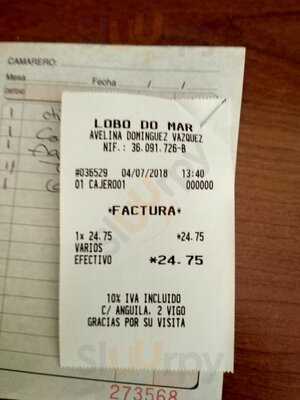 CAMARERO:
Mesa Fecha / /
LOBO DO MAR
AVELINA DOMINGUEZ VAZQUEZ
NIF.: 36.091.726-B
#036529 04/07/2018 13:40
01 CAJERO01 000000
*FACTURA*
1x 24.75 *24.75
VARIOS
EFECTIVO *24.75
10% IVA INCLUIDO
C/ ANGUILA, 2 VIGO
GRACIAS POR SU VISITA
273568